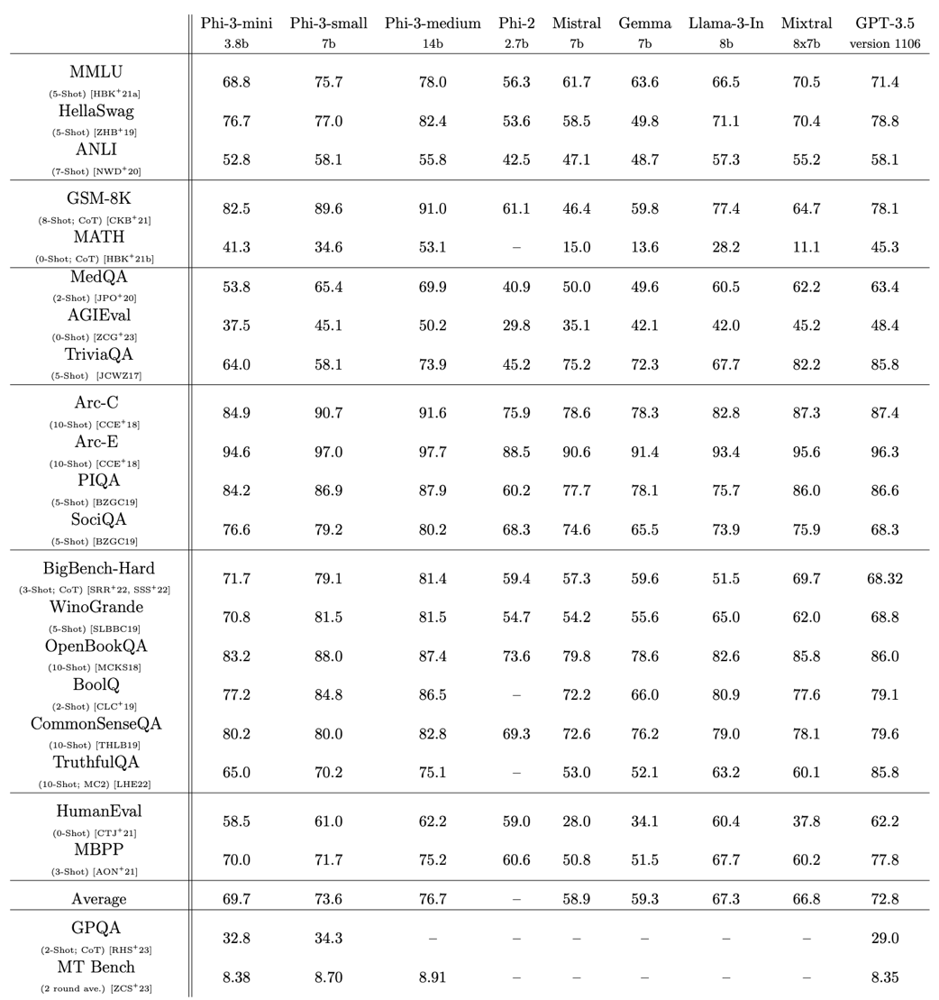 Phi-3-mini Phi-3-small Phi-3-medium Phi-2 Mistral Gemma Llama-3-In Mixtral GPT-3.5
3.8b 7b 14b 2.7b 7b 7b 8b 8x7b version 1106
MMLU
(5-Shot) [HBK+21a] 68.8 75.7 78.0 56.3 61.7 63.6 66.5 70.5 71.4
HellaSwag
(5-Shot) [ZHB+19] 76.7 77.0 82.4 53.6 58.5 49.8 71.1 70.4 78.8
ANLI
(7-Shot) [NWD+20] 52.8 58.1 55.8 42.5 47.1 48.7 57.3 55.2 58.1
GSM-8K
(8-Shot; CoT) [CKB+21] 82.5 89.6 91.0 61.1 46.4 59.8 77.4 64.7 78.1
MATH
(0-Shot; CoT) [HBK+21b] 41.3 34.6 53.1 – 15.0 13.6 28.2 11.1 45.3
MedQA
(2-Shot) [JPO+20] 53.8 65.4 69.9 40.9 50.0 49.6 60.5 62.2 63.4
AGIEval
(0-Shot) [ZCG+23] 37.5 45.1 50.2 29.8 35.1 42.1 42.0 45.2 48.4
TriviaQA
(5-Shot) [JCWZ17] 64.0 58.1 73.9 45.2 75.2 72.3 67.7 82.2 85.8
Arc-C
(10-Shot) [CCE+18] 84.9 90.7 91.6 75.9 78.6 78.3 82.8 87.3 87.4
Arc-E
(10-Shot) [CCE+18] 94.6 97.0 97.7 88.5 90.6 91.4 93.4 95.6 96.3
PIQA
(5-Shot) [BZGC19] 84.2 86.9 87.9 60.2 77.7 78.1 75.7 86.0 86.6
SociQA
(5-Shot) [BZGC19] 76.6 79.2 80.2 68.3 74.6 65.5 73.9 75.9 68.3
BigBench-Hard
(3-Shot; CoT) [SRR+22, SSS+22] 71.7 79.1 81.4 59.4 57.3 59.6 51.5 69.7 68.32
WinoGrande
(5-Shot) [SLBBC19] 70.8 81.5 81.5 54.7 54.2 55.6 65.0 62.0 68.8
OpenBookQA
(10-Shot) [MCKS18] 83.2 88.0 87.4 73.6 79.8 78.6 82.6 85.8 86.0
BoolQ
(2-Shot) [CLC+19] 77.2 84.8 86.5 – 72.2 66.0 80.9 77.6 79.1
CommonSenseQA
(10-Shot) [THLB19] 80.2 80.0 82.8 69.3 72.6 76.2 79.0 78.1 79.6
TruthfulQA
(10-Shot; MC2) [LHE22] 65.0 70.2 75.1 – 53.0 52.1 63.2 60.1 85.8
HumanEval
(0-Shot) [CTJ+21] 58.5 61.0 62.2 59.0 28.0 34.1 60.4 37.8 62.2
MBPP
(3-Shot) [AON+21] 70.0 71.7 75.2 60.6 50.8 51.5 67.7 60.2 77.8
Average 69.7 73.6 76.7 – 58.9 59.3 67.3 66.8 72.8
GPQA
(2-Shot; CoT) [RHS+23] 32.8 34.3 – – – – – – 29.0
MT Bench
(2 round ave.) [ZCS+23] 8.38 8.70 8.91 – – – – – 8.35